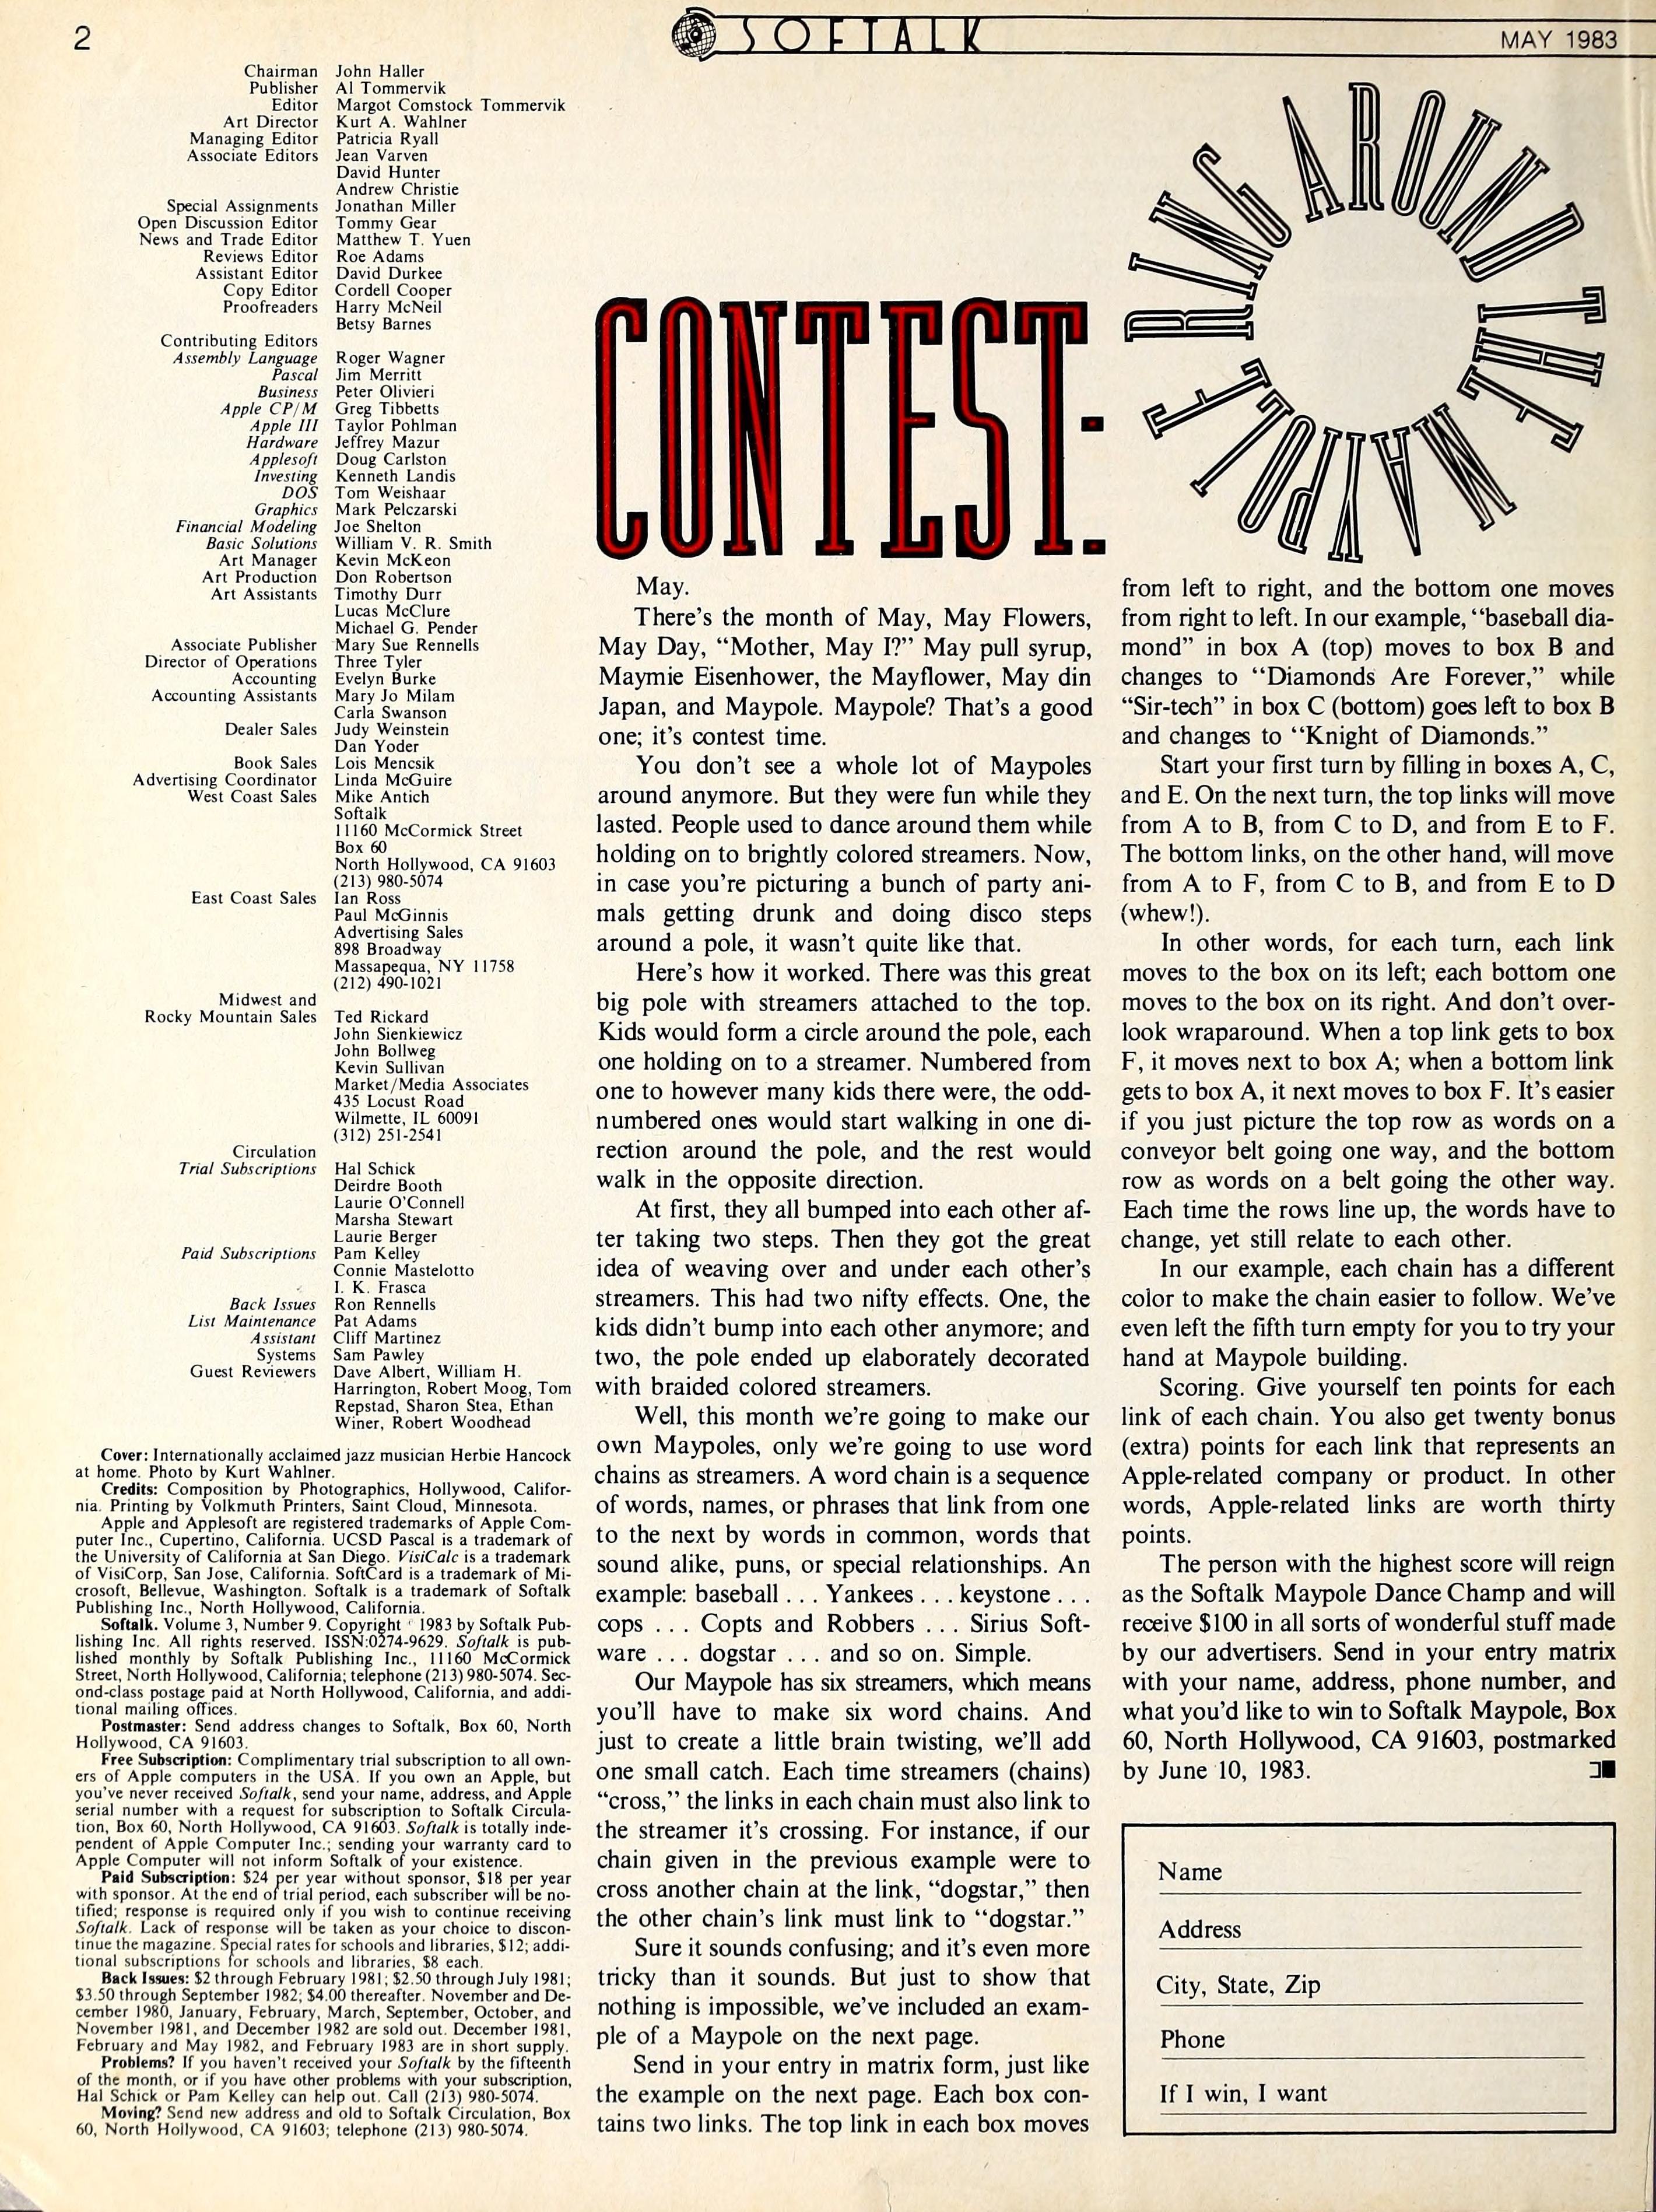 2
SOFTALK
MAY 1983
Chairman John Haller
Publisher Al Tommervik
Editor Margot Comstock Tommervik
Art Director Kurt A. Wahlner
Managing Editor Patricia Ryall
Associate Editors Jean Varven
David Hunter
Andrew Christie
Special Assignments Jonathan Miller
Open Discussion Editor Tommy Gear
News and Trade Editor Matthew T. Yuen
Reviews Editor Roe Adams
Assistant Editor David Durkee
Copy Editor Cordell Cooper
Proofreaders Harry McNeil
Betsy Barnes
Contributing Editors
Assembly Language Roger Wagner
Pascal Jim Merritt
Business Peter Olivieri
Apple CP/M Greg Tibbetts
Apple III Taylor Pohlman
Hardware Jeffrey Mazur
Applesoft Doug Carlston
Investing Kenneth Landis
DOS Tom Weishaar
Graphics Mark Pelczarski
Financial Modeling Joe Shelton
Basic Solutions William V. R. Smith
Art Manager Kevin McKeon
Art Production Don Robertson
Art Assistants Timothy Durr
Lucas McClure
Michael G. Pender
Associate Publisher Mary Sue Rennells
Director of Operations Three Tyler
Accounting Evelyn Burke
Accounting Assistants Mary Jo Milam
Carla Swanson
Dealer Sales Judy Weinstein
Dan Yoder
Book Sales Lois Mencsik
Advertising Coordinator Linda McGuire
West Coast Sales Mike Antich
Softalk
11160 McCormick Street
Box 60
North Hollywood, CA 91603
(213) 980-5074
East Coast Sales Ian Ross
Paul McGinnis
Advertising Sales
898 Broadway
Massapequa, NY 11758
(212) 490-1021
Midwest and
Rocky Mountain Sales Ted Rickard
John Sienkiewicz
John Bollweg
Kevin Sullivan
Market/Media Associates
435 Locust Road
Wilmette, IL 60091
(312) 251-2541
Circulation
Trial Subscriptions Hal Schick
Deirdre Booth
Laurie O'Connell
Marsha Stewart
Laurie Berger
Paid Subscriptions Pam Kelley
Connie Mastelotto
I. K. Frasca
Back Issues Ron Rennells
List Maintenance Pat Adams
Assistant Cliff Martinez
Systems Sam Pawley
Guest Reviewers Dave Albert, William H.
Harrington, Robert Moog, Tom
Repstad, Sharon Stea, Ethan
Winer, Robert Woodhead
Cover: Internationally acclaimed jazz musician Herbie Hancock
at home. Photo by Kurt Wahlner.
Credits: Composition by Photographics, Hollywood, Califor-
nia. Printing by Volkmuth Printers, Saint Cloud, Minnesota.
Apple and Applesoft are registered trademarks of Apple Com-
puter Inc., Cupertino, California. UCSD Pascal is a trademark of
the University of California at San Diego. VisiCalc is a trademark
of VisiCorp, San Jose, California. SoftCard is a trademark of Mi-
crosoft, Bellevue, Washington. Softalk is a trademark of Softalk
Publishing Inc., North Hollywood, California.
Softalk. Volume 3, Number 9. Copyright © 1983 by Softalk Pub-
lishing Inc. All rights reserved. ISSN:0274-9629. Softalk is pub-
lished monthly by Softalk Publishing Inc., 11160 McCormick
Street, North Hollywood, California; telephone (213) 980-5074. Sec-
ond-class postage paid at North Hollywood, California, and addi-
tional mailing offices.
Postmaster: Send address changes to Softalk, Box 60, North
Hollywood, CA 91603.
Free Subscription: Complimentary trial subscription to all own-
ers of Apple computers in the USA. If you own an Apple, but
you've never received Softalk, send your name, address, and Apple
serial number with a request for subscription to Softalk Circula-
tion, Box 60, North Hollywood, CA 91603. Softalk is totally inde-
pendent of Apple Computer Inc.; sending your warranty card to
Apple Computer will not inform Softalk of your existence.
Paid Subscription: $24 per year without sponsor, $18 per year
with sponsor. At the end of trial period, each subscriber will be no-
tified; response is required only if you wish to continue receiving
Softalk. Lack of response will be taken as your choice to discon-
tinue the magazine. Special rates for schools and libraries, $12; addi-
tional subscriptions for schools and libraries, $8 each.
Back Issues: $2 through February 1981; $2.50 through July 1981;
$3.50 through September 1982; $4.00 thereafter. November and De-
cember 1980, January, February, March, September, October, and
November 1981, and December 1982 are sold out. December 1981,
February and May 1982, and February 1983 are in short supply.
Problems? If you haven't received your Softalk by the fifteenth
of the month, or if you have other problems with your subscription,
Hal Schick or Pam Kelley can help out. Call (213) 980-5074.
Moving? Send new address and old to Softalk Circulation, Box
60, North Hollywood, CA 91603; telephone (213) 980-5074.
CONTEST:
RING AROUND THE MAYPOLE
May.
There's the month of May, May Flowers,
May Day, "Mother, May I?" May pull syrup,
Maymie Eisenhower, the Mayflower, May din
Japan, and Maypole. Maypole? That's a good
one; it's contest time.
You don't see a whole lot of Maypoles
around anymore. But they were fun while they
lasted. People used to dance around them while
holding on to brightly colored streamers. Now,
in case you're picturing a bunch of party ani-
mals getting drunk and doing disco steps
around a pole, it wasn't quite like that.
Here's how it worked. There was this great
big pole with streamers attached to the top.
Kids would form a circle around the pole, each
one holding on to a streamer. Numbered from
one to however many kids there were, the odd-
numbered ones would start walking in one di-
rection around the pole, and the rest would
walk in the opposite direction.
At first, they all bumped into each other af-
ter taking two steps. Then they got the great
idea of weaving over and under each other's
streamers. This had two nifty effects. One, the
kids didn't bump into each other anymore; and
two, the pole ended up elaborately decorated
with braided colored streamers.
Well, this month we're going to make our
own Maypoles, only we're going to use word
chains as streamers. A word chain is a sequence
of words, names, or phrases that link from one
to the next by words in common, words that
sound alike, puns, or special relationships. An
example: baseball . . . Yankees . . . keystone . . .
cops . . . Copts and Robbers . . . Sirius Soft-
ware . . . dogstar . . . and so on. Simple.
Our Maypole has six streamers, which means
you'll have to make six word chains. And
just to create a little brain twisting, we'll add
one small catch. Each time streamers (chains)
"cross," the links in each chain must also link to
the streamer it's crossing. For instance, if our
chain given in the previous example were to
cross another chain at the link, "dogstar," then
the other chain's link must link to "dogstar."
Sure it sounds confusing; and it's even more
tricky than it sounds. But just to show that
nothing is impossible, we've included an exam-
ple of a Maypole on the next page.
Send in your entry in matrix form, just like
the example on the next page. Each box con-
tains two links. The top link in each box moves
from left to right, and the bottom one moves
from right to left. In our example, "baseball dia-
mond" in box A (top) moves to box B and
changes to "Diamonds Are Forever," while
"Sir-tech" in box C (bottom) goes left to box B
and changes to "Knight of Diamonds."
Start your first turn by filling in boxes A, C,
and E. On the next turn, the top links will move
from A to B, from C to D, and from E to F.
The bottom links, on the other hand, will move
from A to F, from C to B, and from E to D
(whew!).
In other words, for each turn, each link
moves to the box on its left; each bottom one
moves to the box on its right. And don't over-
look wraparound. When a top link gets to box
F, it moves next to box A; when a bottom link
gets to box A, it next moves to box F. It's easier
if you just picture the top row as words on a
conveyor belt going one way, and the bottom
row as words on a belt going the other way.
Each time the rows line up, the words have to
change, yet still relate to each other.
In our example, each chain has a different
color to make the chain easier to follow. We've
even left the fifth turn empty for you to try your
hand at Maypole building.
Scoring. Give yourself ten points for each
link of each chain. You also get twenty bonus
(extra) points for each link that represents an
Apple-related company or product. In other
words, Apple-related links are worth thirty
points.
The person with the highest score will reign
as the Softalk Maypole Dance Champ and will
receive $100 in all sorts of wonderful stuff made
by our advertisers. Send in your entry matrix
with your name, address, phone number, and
what you'd like to win to Softalk Maypole, Box
60, North Hollywood, CA 91603, postmarked
by June 10, 1983.
Name
Address
City, State, Zip
Phone
If I win, I want